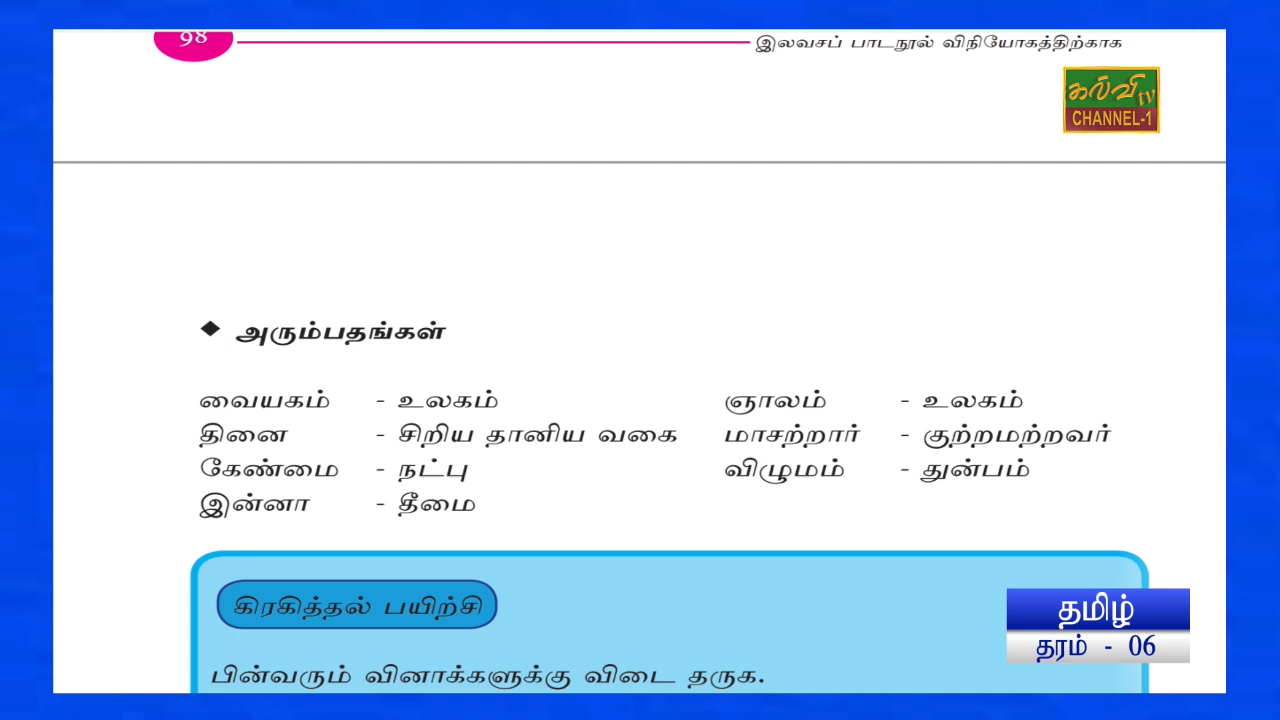 98 இலவசப் பாடநூல் விநியோகத்திற்காக
கல்வி tv
CHANNEL-1
◆ அரும்பதங்கள்
வையகம் - உலகம் ஞாலம் - உலகம்
தினை - சிறிய தானிய வகை மாசற்றார் - குற்றமற்றவர்
கேண்மை - நட்பு விழுமம் - துன்பம்
இன்னா - தீமை
கிரகித்தல் பயிற்சி
பின்வரும் வினாக்களுக்கு விடை தருக.
தமிழ்
தரம் - 06